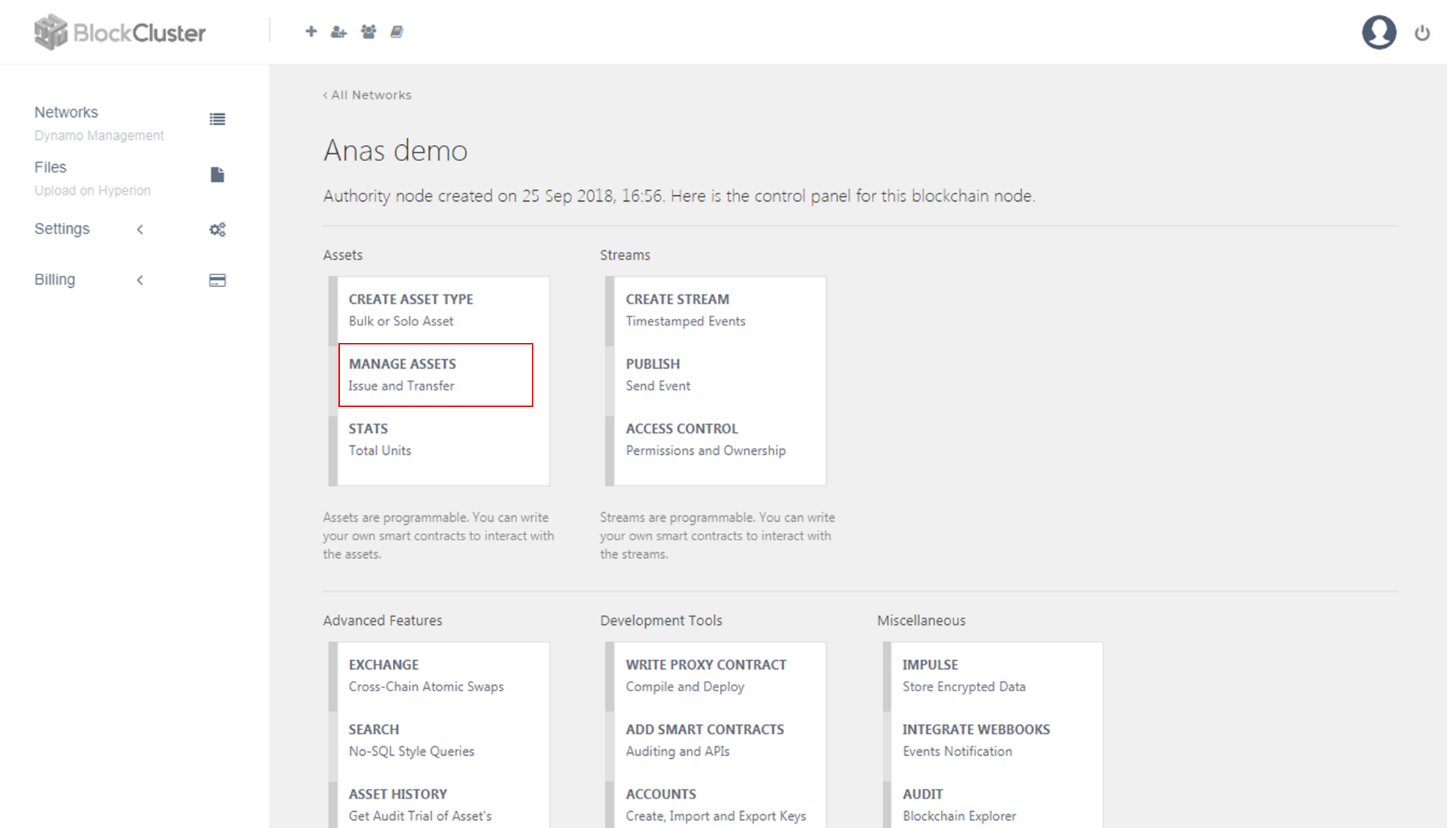 BlockCluster
Networks
Dynamo Management
Files
Upload on Hyperion
Settings
Billing
‹ All Networks
Anas demo
Authority node created on 25 Sep 2018, 16:56. Here is the control panel for this blockchain node.
Assets
CREATE ASSET TYPE
Bulk or Solo Asset
MANAGE ASSETS
Issue and Transfer
STATS
Total Units
Assets are programmable. You can write
your own smart contracts to interact with
the assets.
Streams
CREATE STREAM
Timestamped Events
PUBLISH
Send Event
ACCESS CONTROL
Permissions and Ownership
Streams are programmable. You can write
your own smart contracts to interact with
the streams.
Advanced Features
EXCHANGE
Cross-Chain Atomic Swaps
SEARCH
No-SQL Style Queries
ASSET HISTORY
Get Audit Trial of Asset's
Development Tools
WRITE PROXY CONTRACT
Compile and Deploy
ADD SMART CONTRACTS
Auditing and APIs
ACCOUNTS
Create, Import and Export Keys
Miscellaneous
IMPULSE
Store Encrypted Data
INTEGRATE WEBBOOKS
Events Notification
AUDIT
Blockchain Explorer